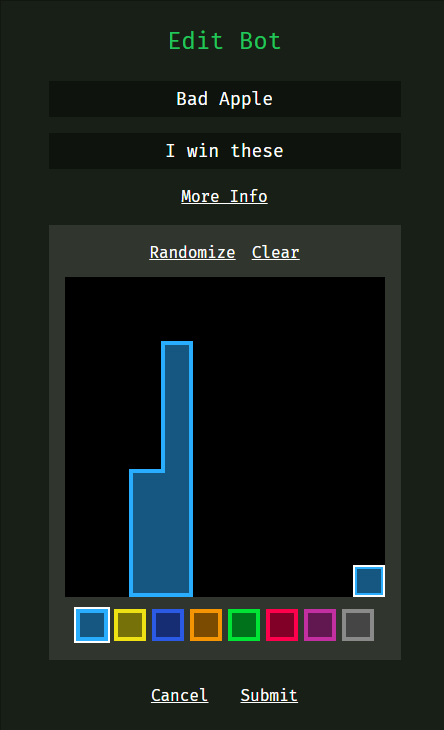 Edit Bot
Bad Apple
I win these
More Info
Randomize Clear
Cancel Submit